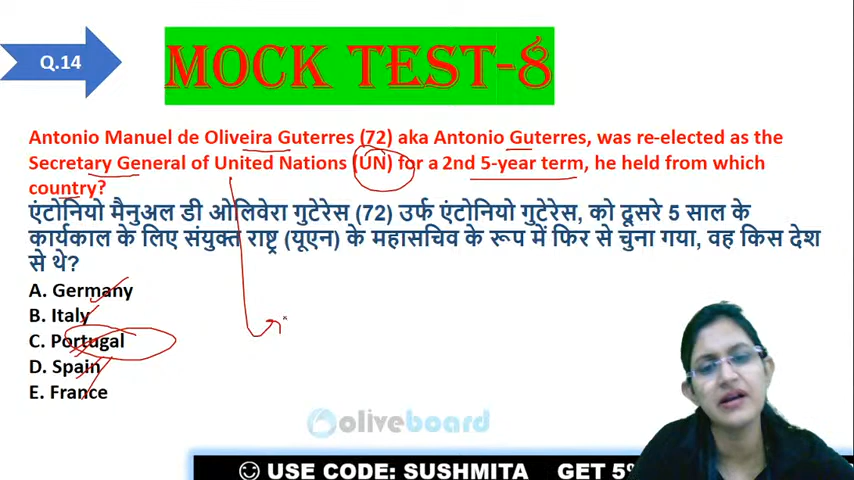 Q.14
MOCK TEST-8
Antonio Manuel de Oliveira Guterres (72) aka Antonio Guterres, was re-elected as the
Secretary General of United Nations (UN) for a 2nd 5-year term, he held from which
country?
एंटोनियो मैनुअल डी ओलिवेरा गुटेरेस (72) उर्फ एंटोनियो गुटेरेस, को दूसरे 5 साल के
कार्यकाल के लिए संयुक्त राष्ट्र (यूएन) के महासचिव के रूप में फिर से चुना गया, वह किस देश
से थे?
A. Germany
B. Italy
C. Portugal
D. Spain
E. France
oliveboard
USE CODE: SUSHMITA GET 5%